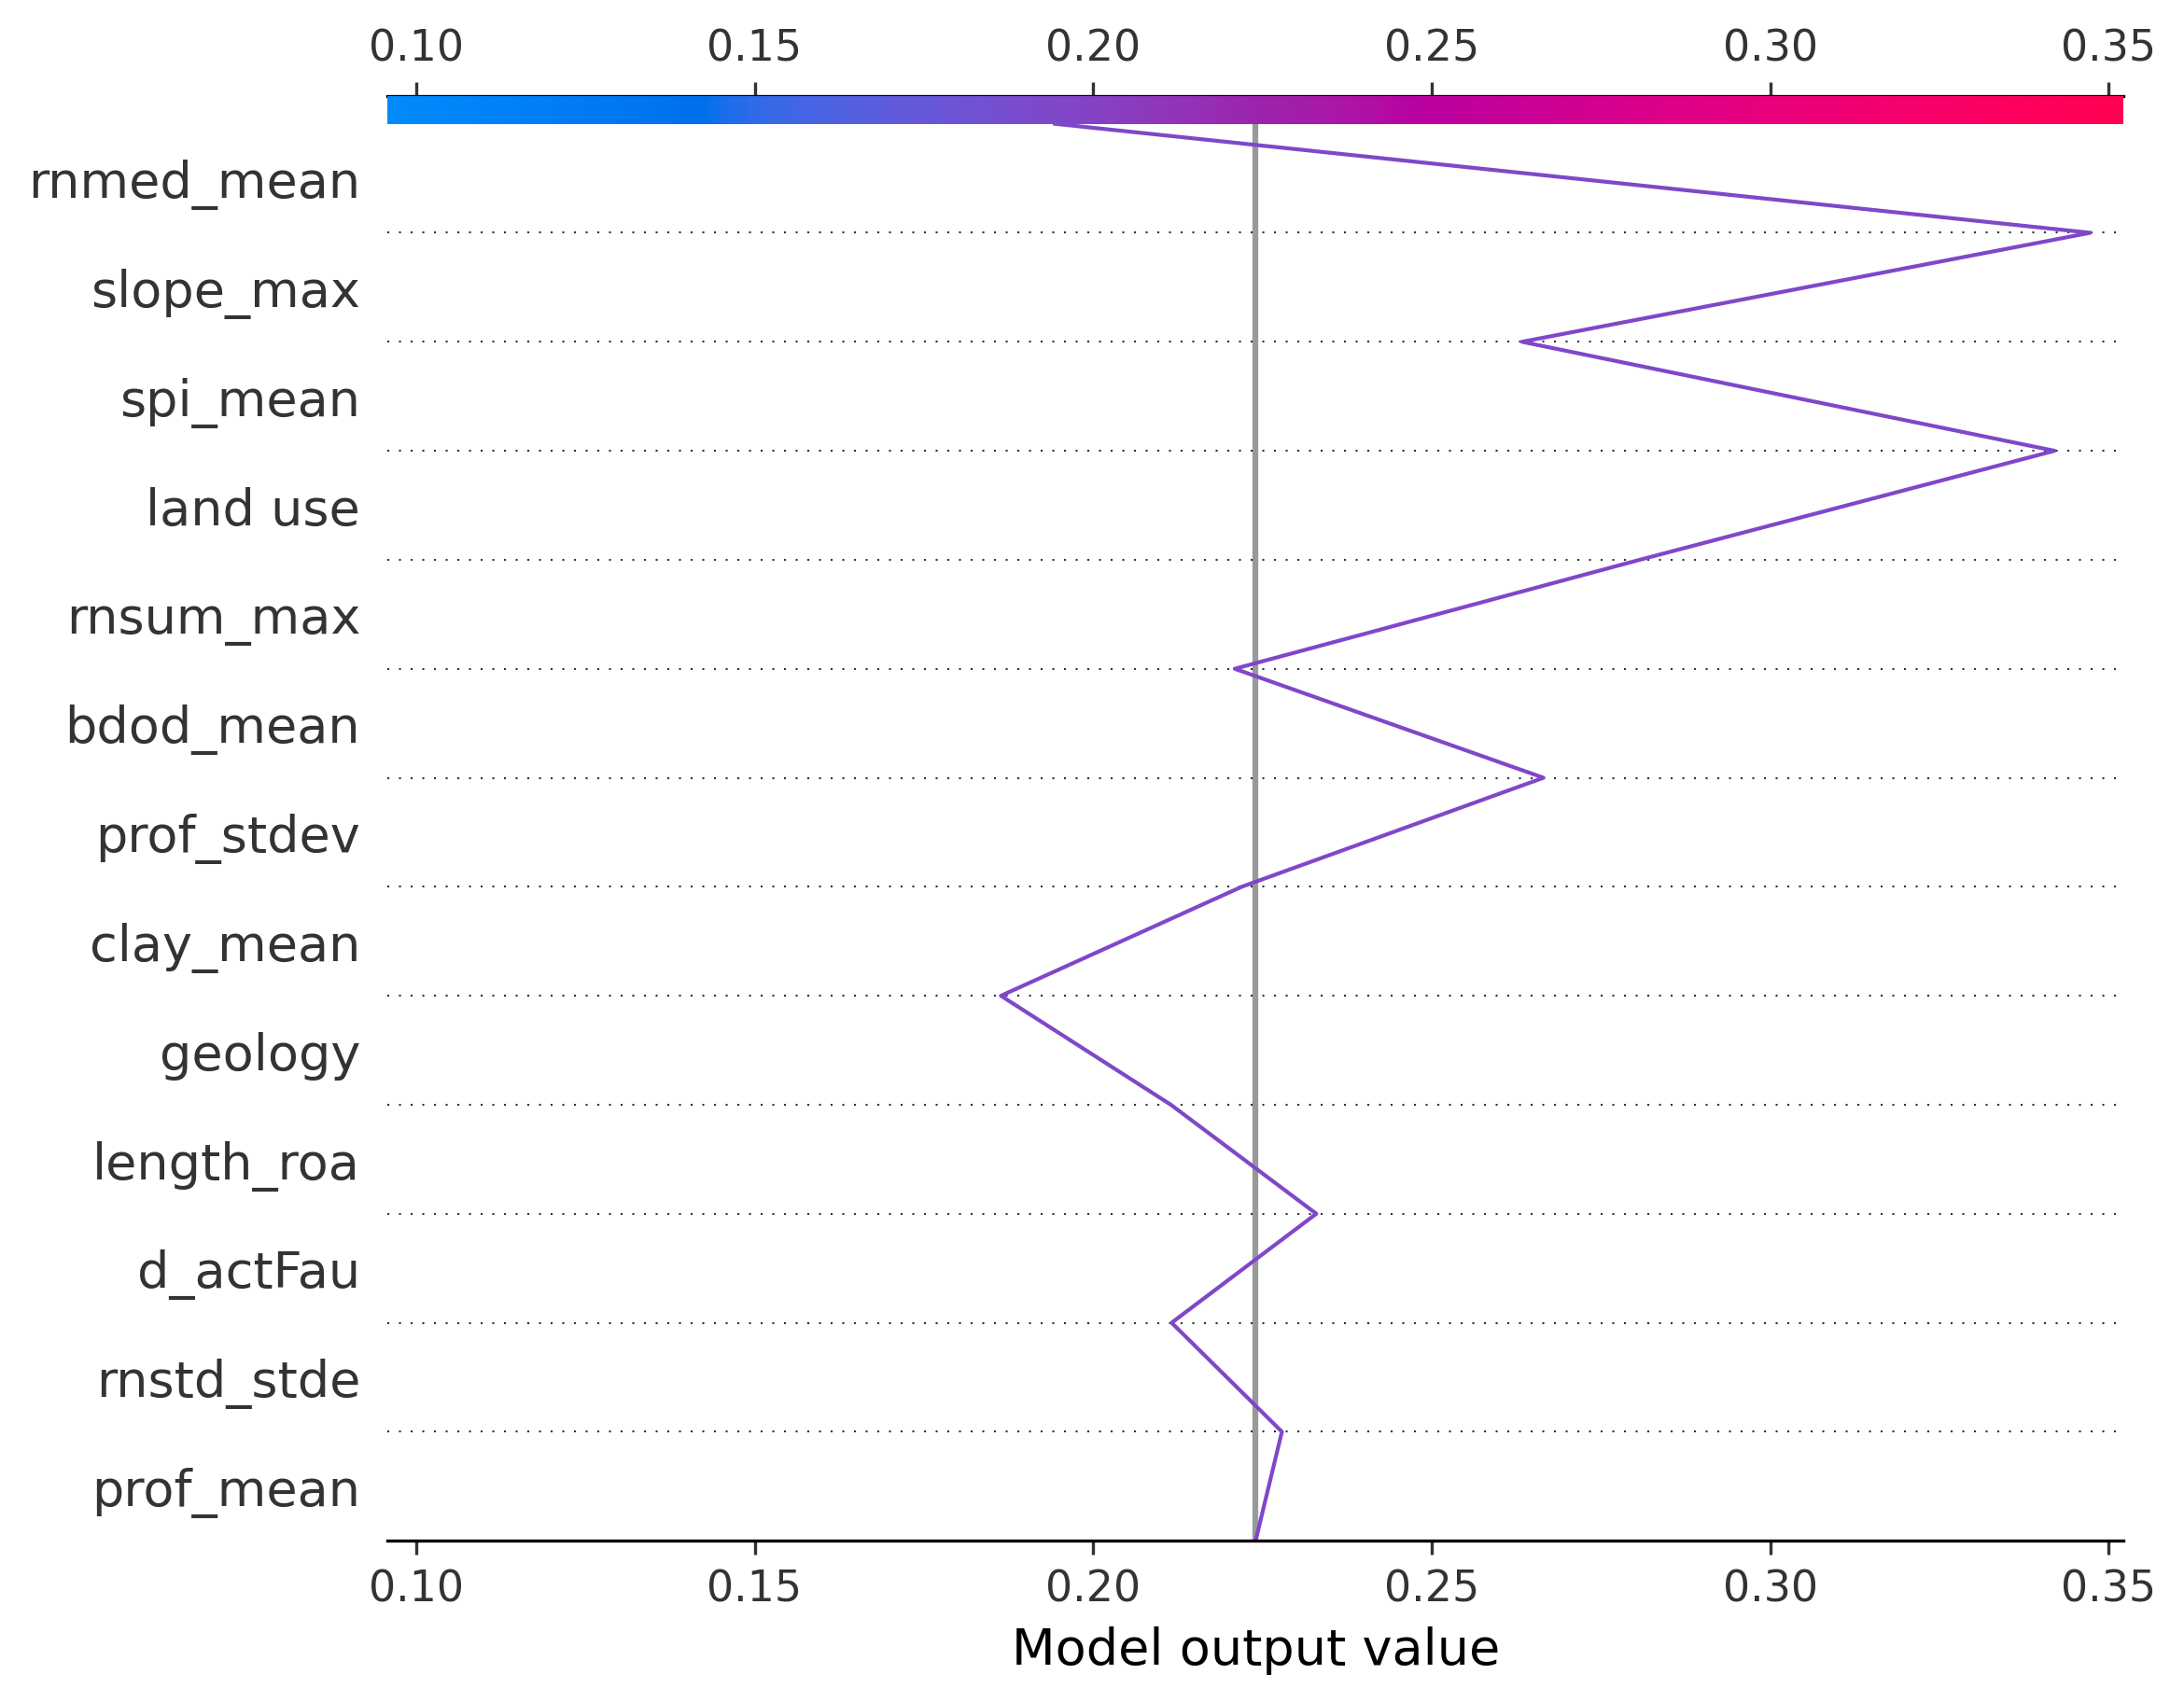 0.10 0.15 0.20 0.25 0.30 0.35
rnmed_mean
slope_max
spi_mean
land use
rnsum_max
bdod_mean
prof_stdev
clay_mean
geology
length_roa
d_actFau
rnstd_stde
prof_mean
0.10 0.15 0.20 0.25 0.30 0.35
Model output value